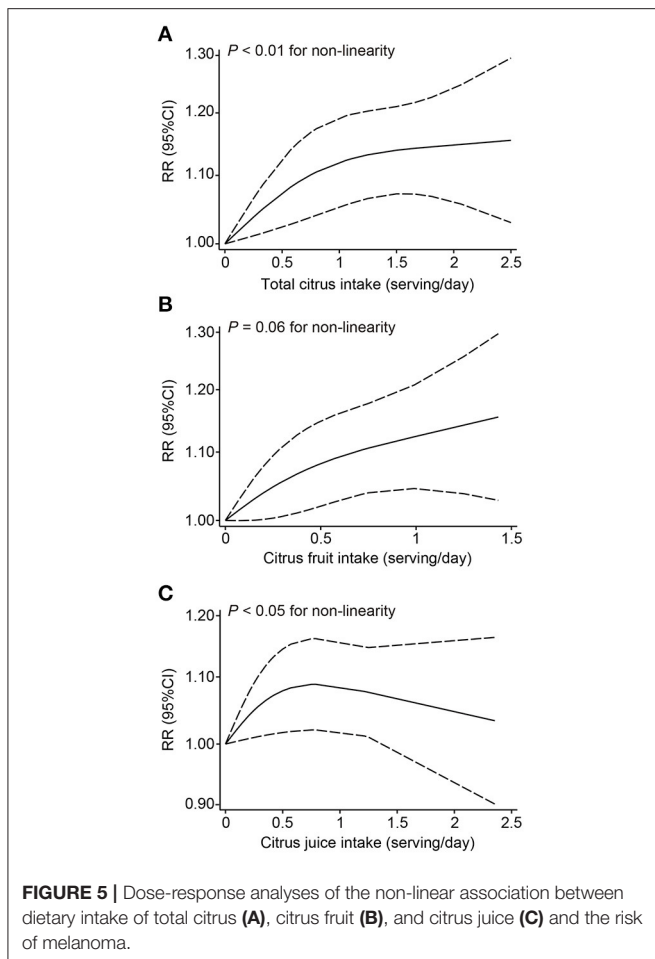 A
P < 0.01 for non-linearity
RR (95%CI)
1.30
1.20
1.10
1.00
0 0.5 1 1.5 2 2.5
Total citrus intake (serving/day)
B
P = 0.06 for non-linearity
RR (95%CI)
1.30
1.20
1.10
1.00
0 0.5 1 1.5
Citrus fruit intake (serving/day)
C
P < 0.05 for non-linearity
RR (95%CI)
1.20
1.10
1.00
0.90
0 0.5 1 1.5 2 2.5
Citrus juice intake (serving/day)
FIGURE 5 | Dose-response analyses of the non-linear association between
dietary intake of total citrus (A), citrus fruit (B), and citrus juice (C) and the risk
of melanoma.